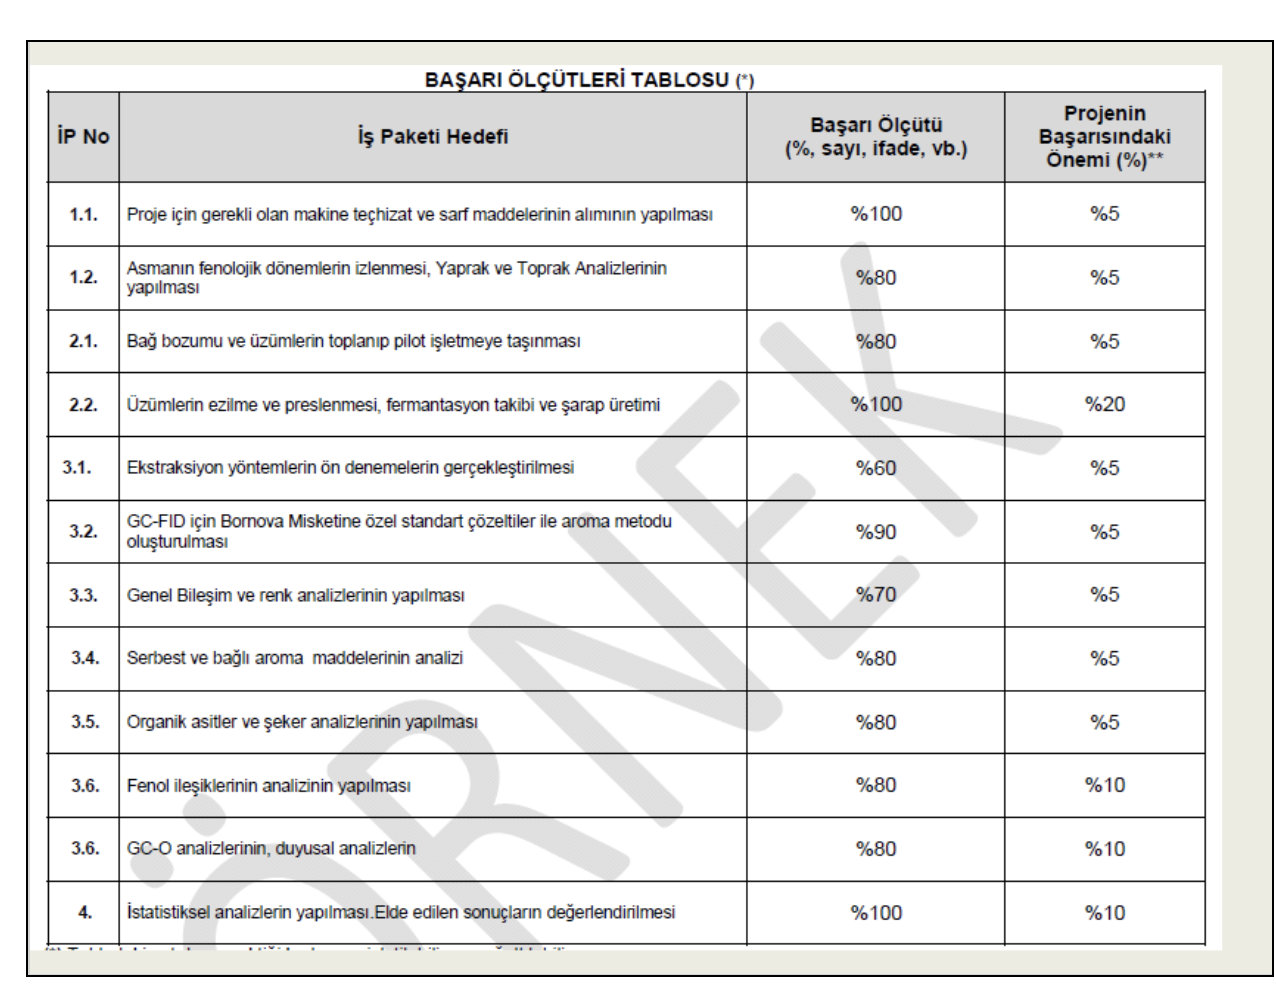 BAŞARI ÖLÇÜTLERİ TABLOSU (*)
İP No
İş Paketi Hedefi
Başarı Ölçütü
(%, sayı, ifade, vb.)
Projenin
Başarısındaki
Önemi (%)**
1.1. Proje için gerekli olan makine teçhizat ve sarf maddelerinin alımının yapılması %100 %5
1.2. Asmanın fenolojik dönemlerin izlenmesi, Yaprak ve Toprak Analizlerinin
yapılması %80 %5
2.1. Bağ bozumu ve üzümlerin toplanıp pilot işletmeye taşınması %80 %5
2.2. Üzümlerin ezilme ve preslenmesi, fermantasyon takibi ve şarap üretimi %100 %20
3.1. Ekstraksiyon yöntemlerin ön denemelerin gerçekleştirilmesi %60 %5
3.2. GC-FID için Bornova Misketine özel standart çözeltiler ile aroma metodu
oluşturulması %90 %5
3.3. Genel Bileşim ve renk analizlerinin yapılması %70 %5
3.4. Serbest ve bağlı aroma maddelerinin analizi %80 %5
3.5. Organik asitler ve şeker analizlerinin yapılması %80 %5
3.6. Fenol ileşiklerinin analizinin yapılması %80 %10
3.6. GC-O analizlerinin, duyusal analizlerin %80 %10
4. İstatistiksel analizlerin yapılması.Elde edilen sonuçların değerlendirilmesi %100 %10
ÖRNEK